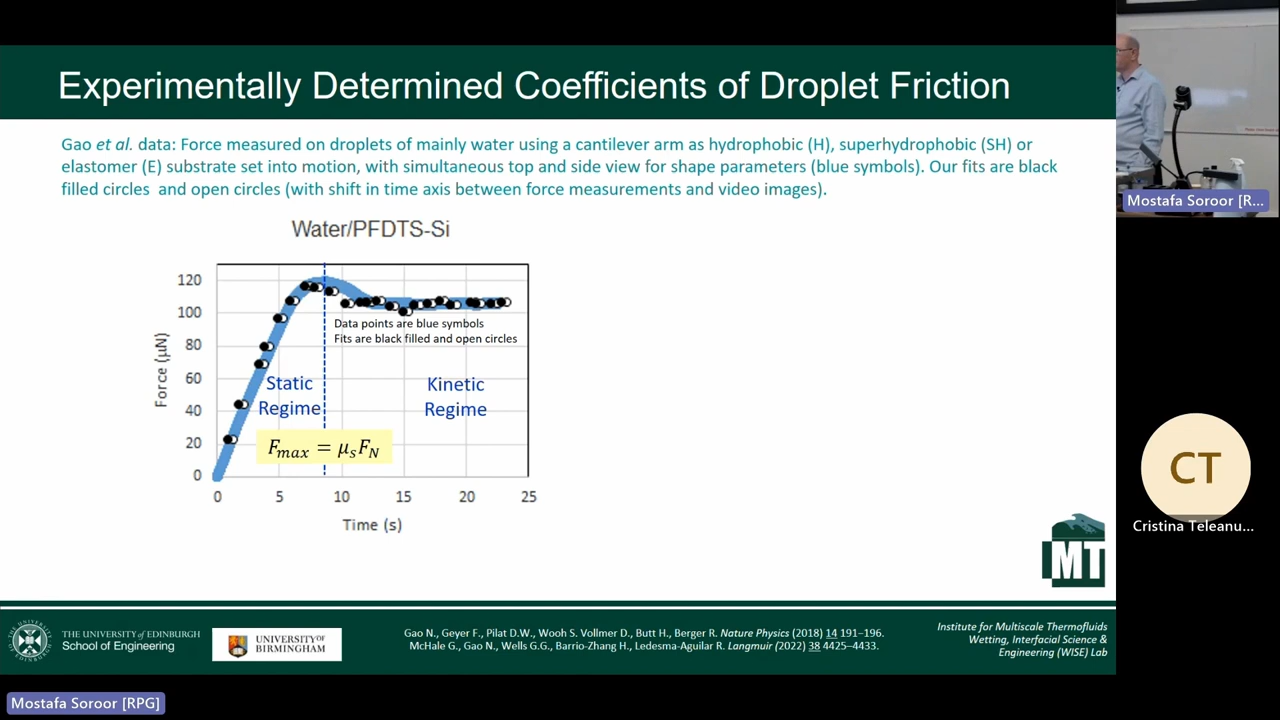 Experimentally Determined Coefficients of Droplet Friction
Gao et al. data: Force measured on droplets of mainly water using a cantilever arm as hydrophobic (H), superhydrophobic (SH) or
elastomer (E) substrate set into motion, with simultaneous top and side view for shape parameters (blue symbols). Our fits are black
filled circles and open circles (with shift in time axis between force measurements and video images).
Water/PFDTS-Si
120
100
80
60
40
20
0
Force (µN)
Data points are blue symbols
Fits are black filled and open circles
Static
Regime
Kinetic
Regime
F_max = µ_s F_N
0 5 10 15 20 25
Time (s)
MT
THE UNIVERSITY of EDINBURGH
School of Engineering
UNIVERSITY OF
BIRMINGHAM
Gao N., Geyer F., Pilat D.W., Wooh S. Vollmer D., Butt H., Berger R. Nature Physics (2018) 14 191–196.
McHale G., Gao N., Wells G.G., Barrio-Zhang H., Ledesma-Aguilar R. Langmuir (2022) 38 4425–4433.
Institute for Multiscale Thermofluids
Wetting, Interfacial Science &
Engineering (WISE) Lab
Mostafa Soroor [R...
CT
Cristina Teleanu...
Mostafa Soroor [RPG]